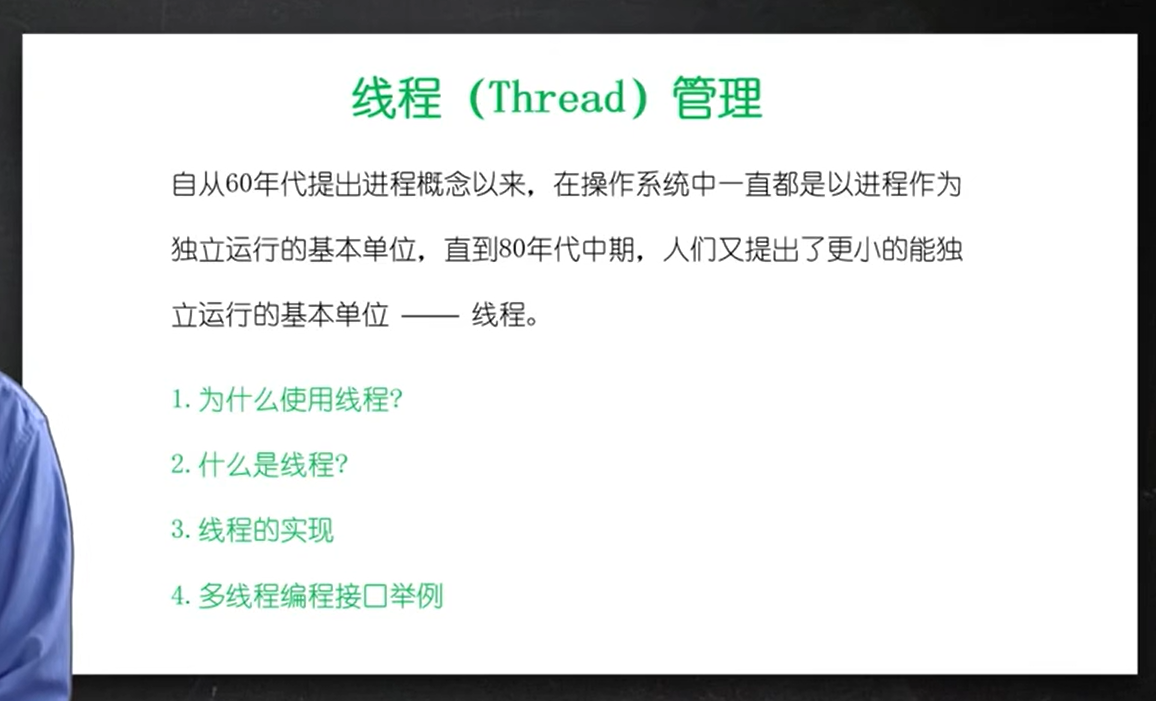 线程（Thread）管理
自从60年代提出进程概念以来，在操作系统中一直都是以进程作为
独立运行的基本单位，直到80年代中期，人们又提出了更小的能独
立运行的基本单位 —— 线程。
1. 为什么使用线程?
2. 什么是线程?
3. 线程的实现
4. 多线程编程接口举例